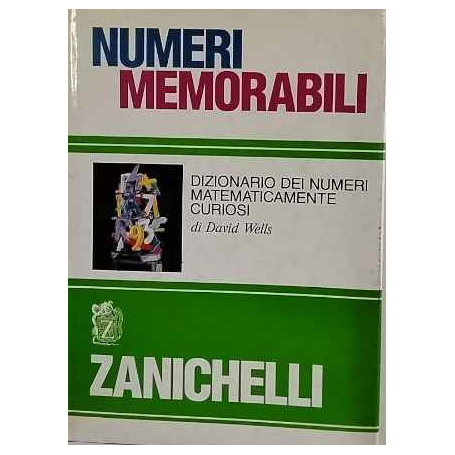 NUMERI
MEMORABILI
DIZIONARIO DEI NUMERI
MATEMATICAMENTE
CURIOSI
di David Wells
Z
ZANICHELLI